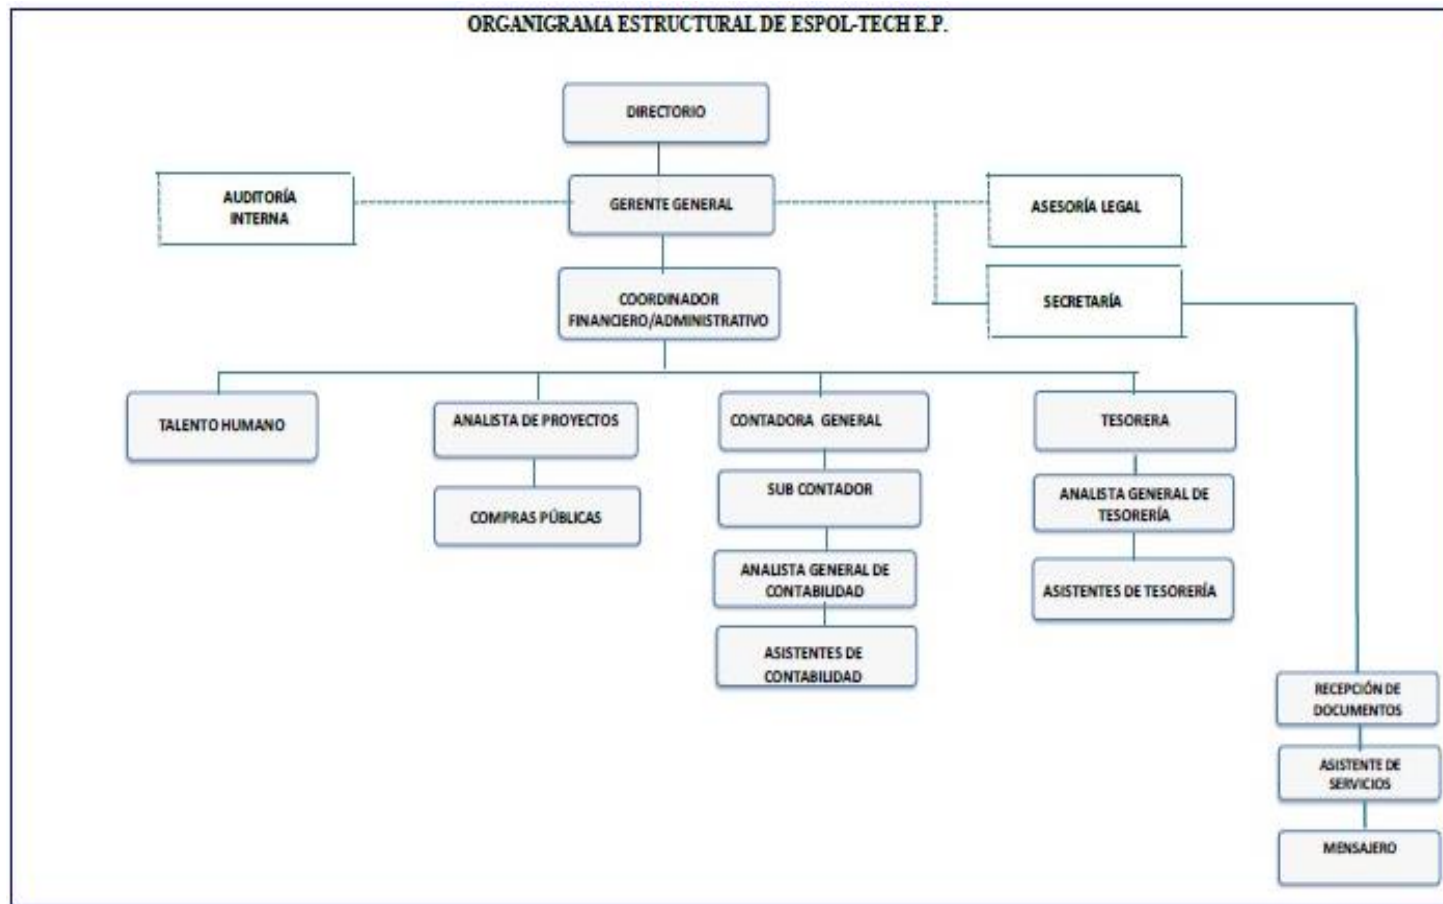 ORGANIGRAMA ESTRUCTURAL DE ESPOL-TECH E.P.
DIRECTORIO
AUDITORÍA
INTERNA
GERENTE GENERAL
ASESORÍA LEGAL
COORDINADOR
FINANCIERO/ADMINISTRATIVO
SECRETARÍA
TALENTO HUMANO
ANALISTA DE PROYECTOS
CONTADORA GENERAL
TESORERA
COMPRAS PÚBLICAS
SUB CONTADOR
ANALISTA GENERAL DE
TESORERÍA
ANALISTA GENERAL DE
CONTABILIDAD
ASISTENTES DE TESORERÍA
ASISTENTES DE
CONTABILIDAD
RECEPCIÓN DE
DOCUMENTOS
ASISTENTE DE
SERVICIOS
MENSAJERO